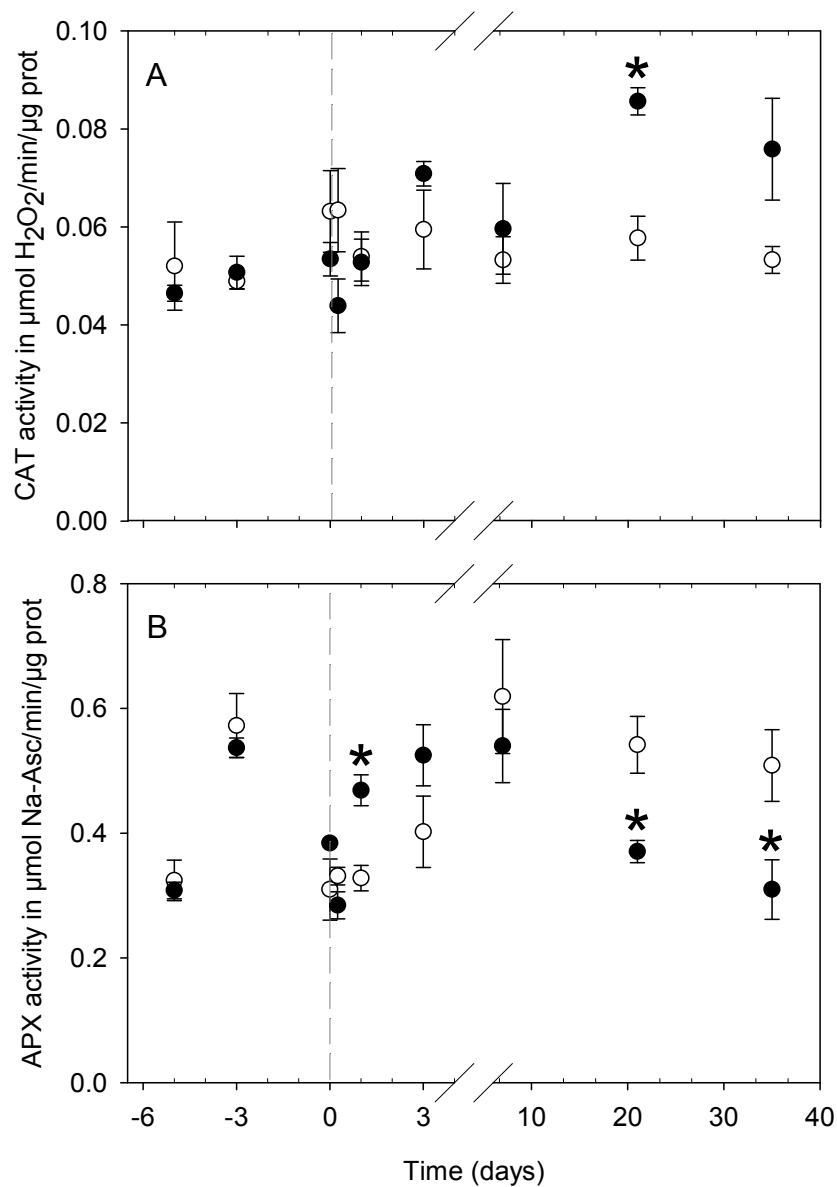 CAT activity in µmol H₂O₂/min/µg prot
0.10
0.08
0.06
0.04
0.02
0.00
A
*
APX activity in µmol Na-Asc/min/µg prot
0.8
0.6
0.4
0.2
0.0
B
*
*
*
-6 -3 0 3 10 20 30 40
Time (days)